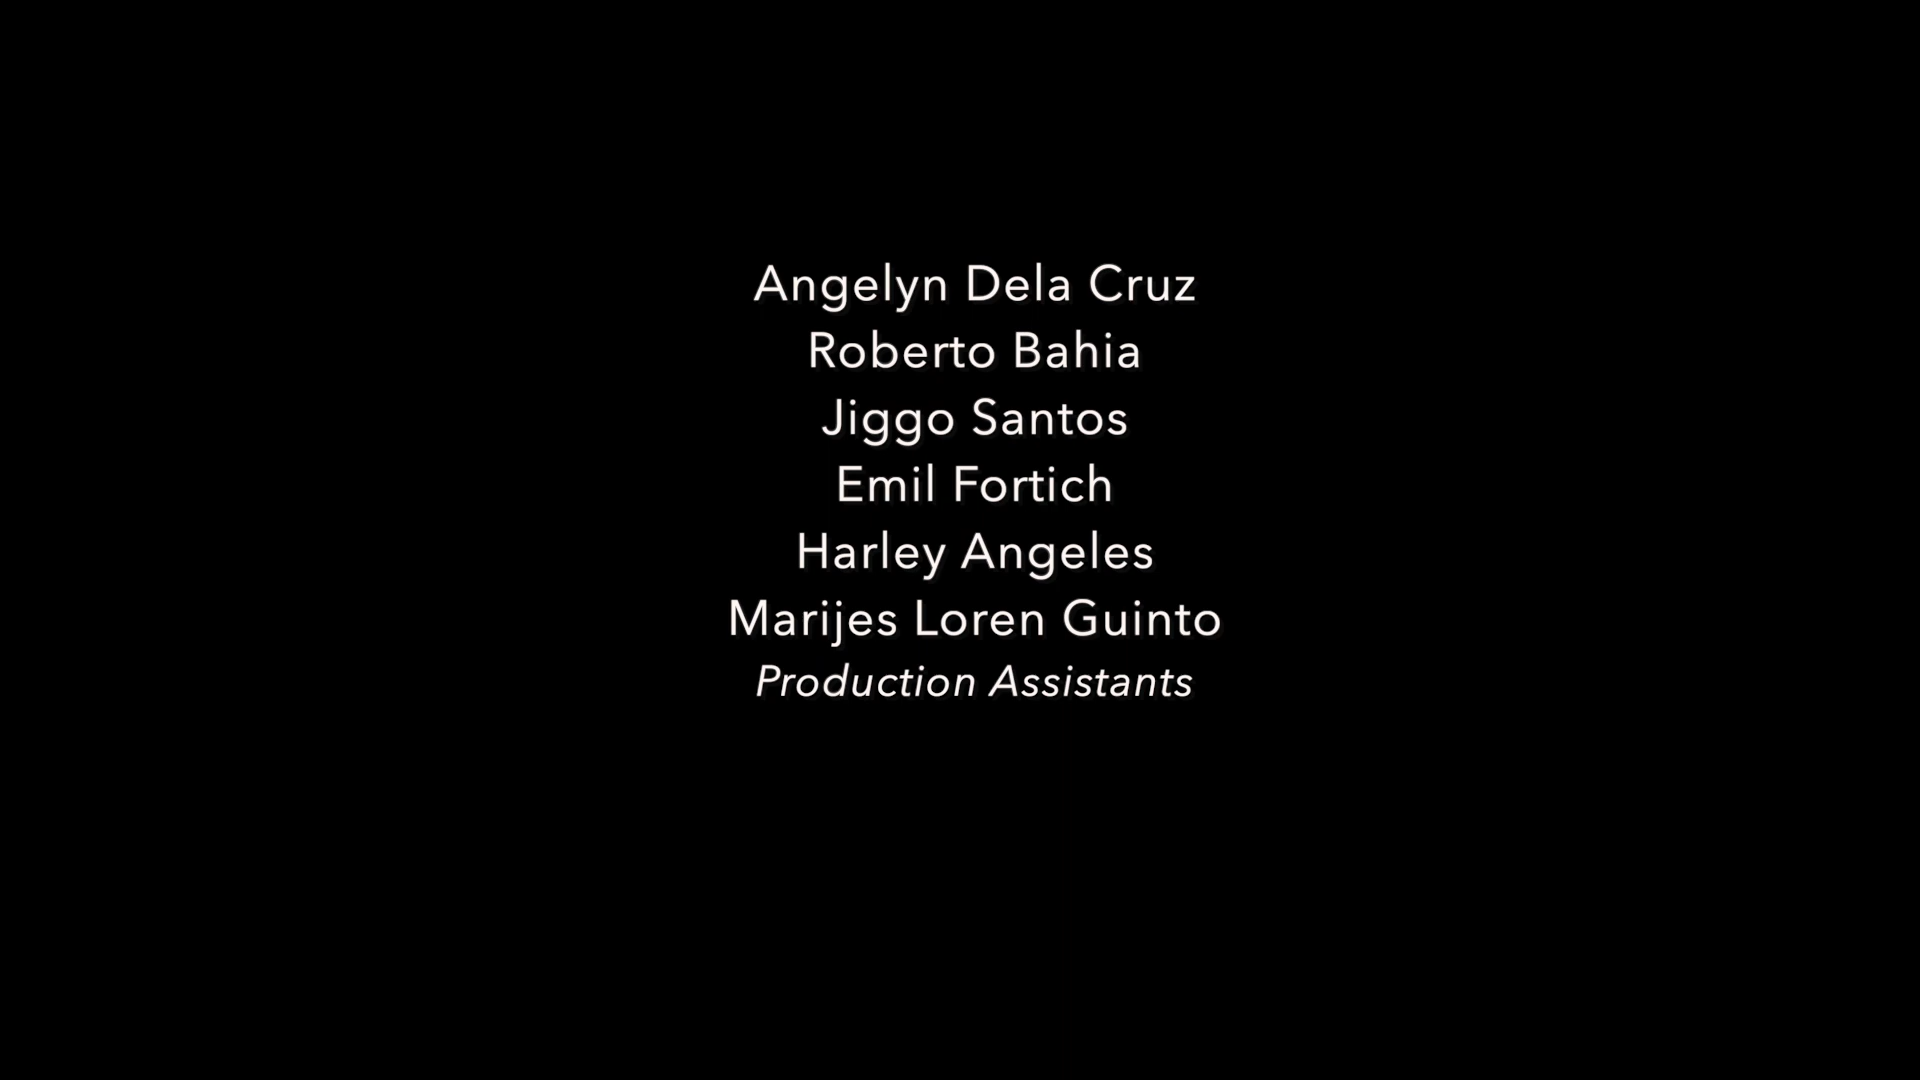 Angelyn Dela Cruz
Roberto Bahia
Jiggo Santos
Emil Fortich
Harley Angeles
Marijes Loren Guinto
Production Assistants